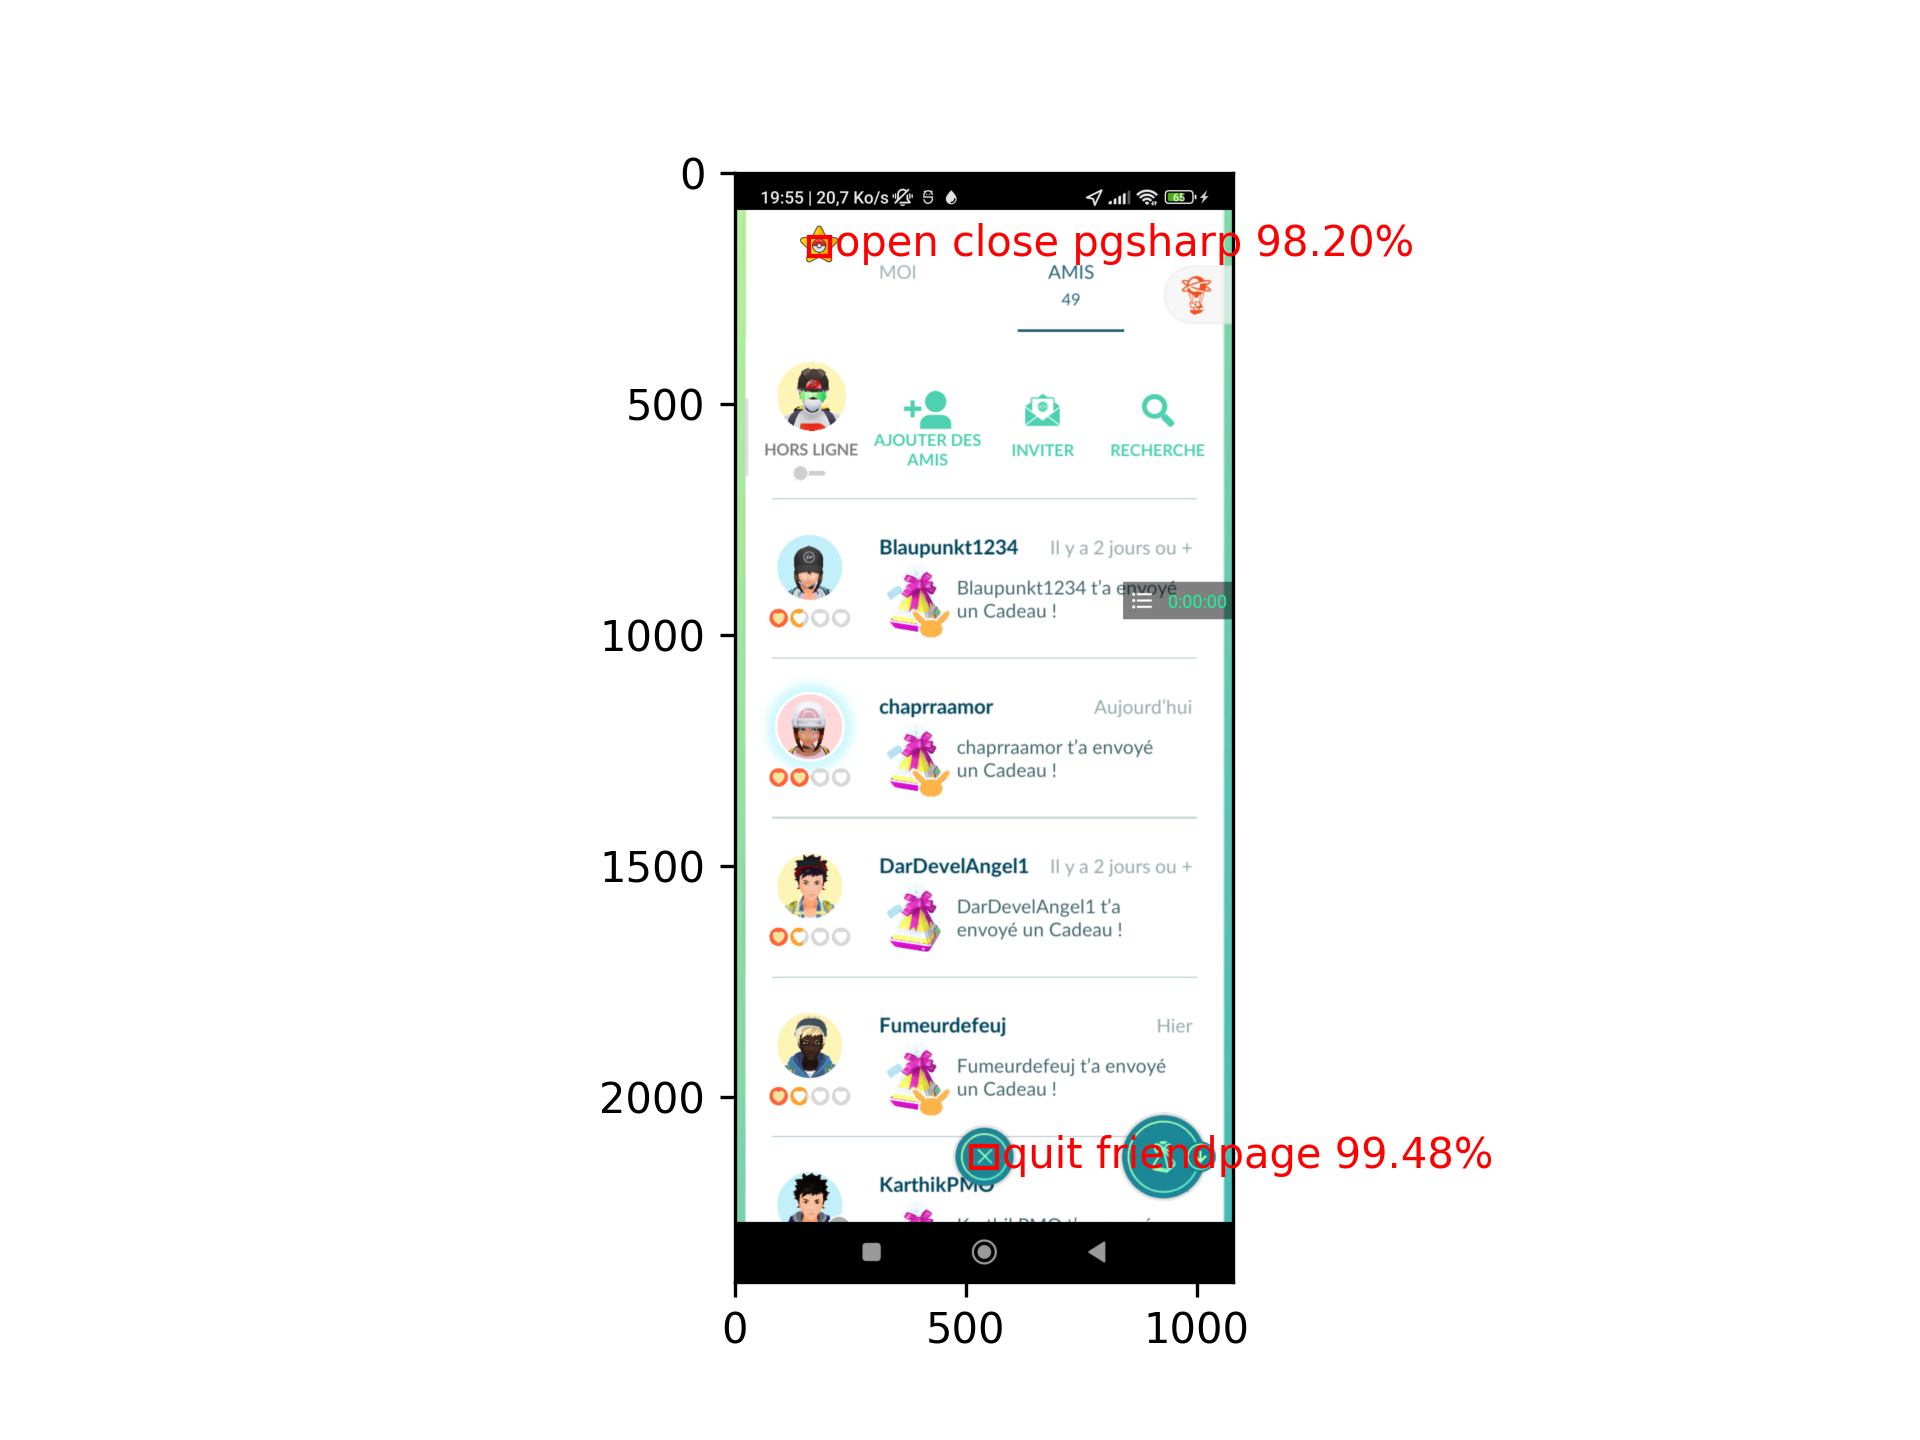 0
19:55 | 20,7 Ko/s
65
open close pgsharp 98.20%
MOI
AMIS
49
500
HORS LIGNE
AJOUTER DES
AMIS
INVITER
RECHERCHE
Blaupunkt1234
Il y a 2 jours ou +
Blaupunkt1234 t'a envoyé
un Cadeau !
0:00:00
1000
chaprraamor
Aujourd'hui
chaprraamor t'a envoyé
un Cadeau !
1500
DarDevelAngel1
Il y a 2 jours ou +
DarDevelAngel1 t'a
envoyé un Cadeau !
Fumeurdefeuj
Hier
Fumeurdefeuj t'a envoyé
un Cadeau !
2000
quit friendpage 99.48%
KarthikPMO
0
500
1000